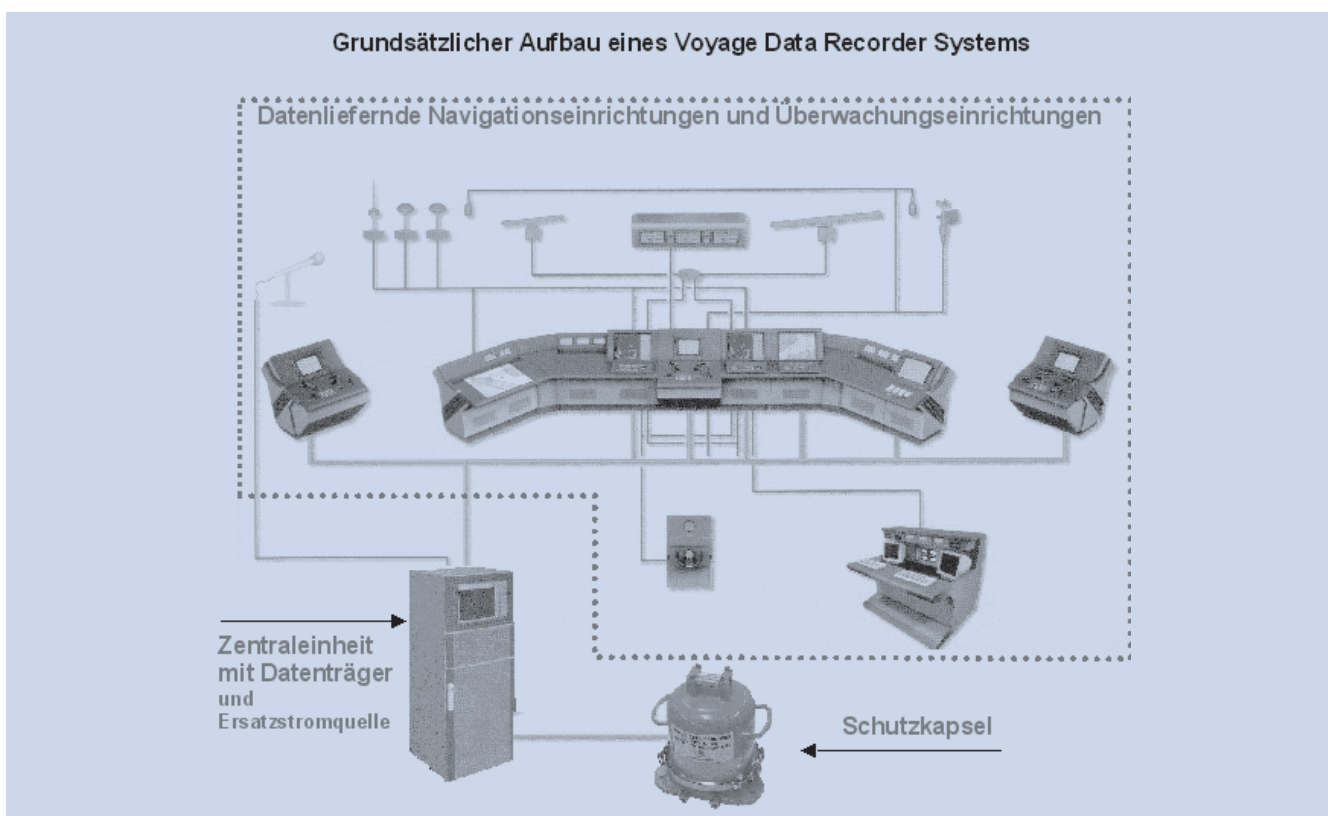 Grundsätzlicher Aufbau eines Voyage Data Recorder Systems
Datenliefernde Navigationseinrichtungen und Überwachungseinrichtungen
Zentraleinheit
mit Datenträger
und
Ersatzstromquelle
Schutzkapsel